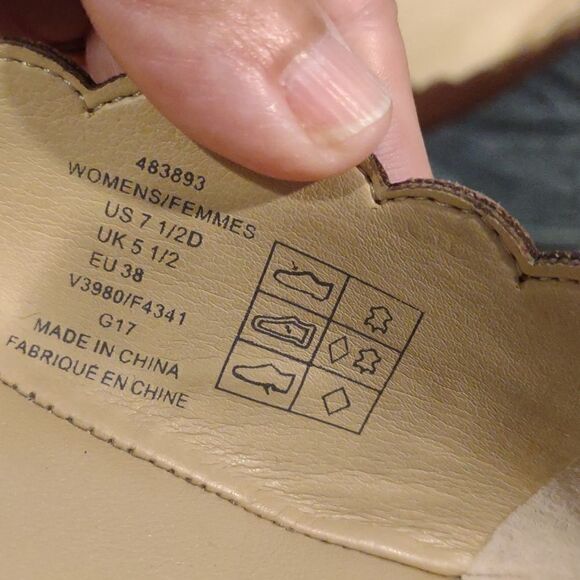 483893
WOMENS/FEMMES
US 7 1/2D
UK 5 1/2
EU 38
V3980/F4341
G17
MADE IN CHINA
FABRIQUÉ EN CHINE